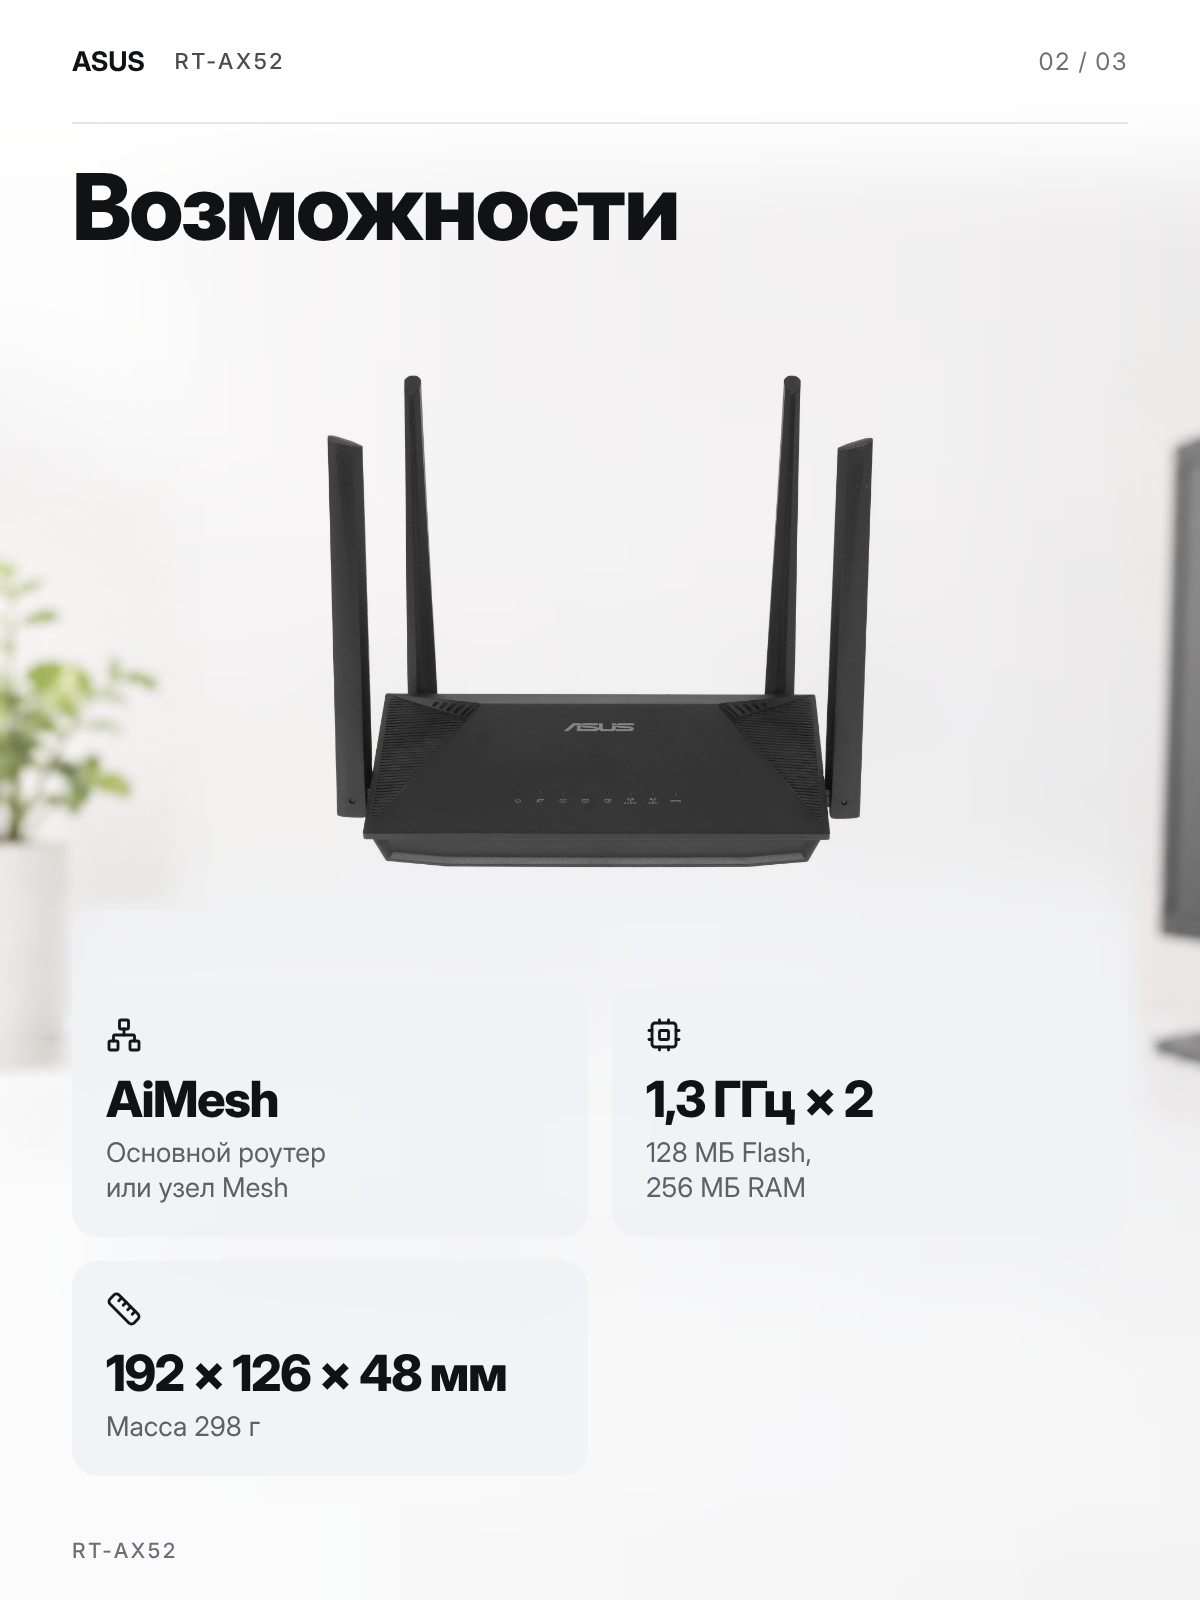 ASUS RT-AX52 02 / 03
Возможности
ASUS
AiMesh
Основной роутер
или узел Mesh
1,3 ГГц × 2
128 МБ Flash,
256 МБ RAM
192 × 126 × 48 мм
Масса 298 г
RT-AX52